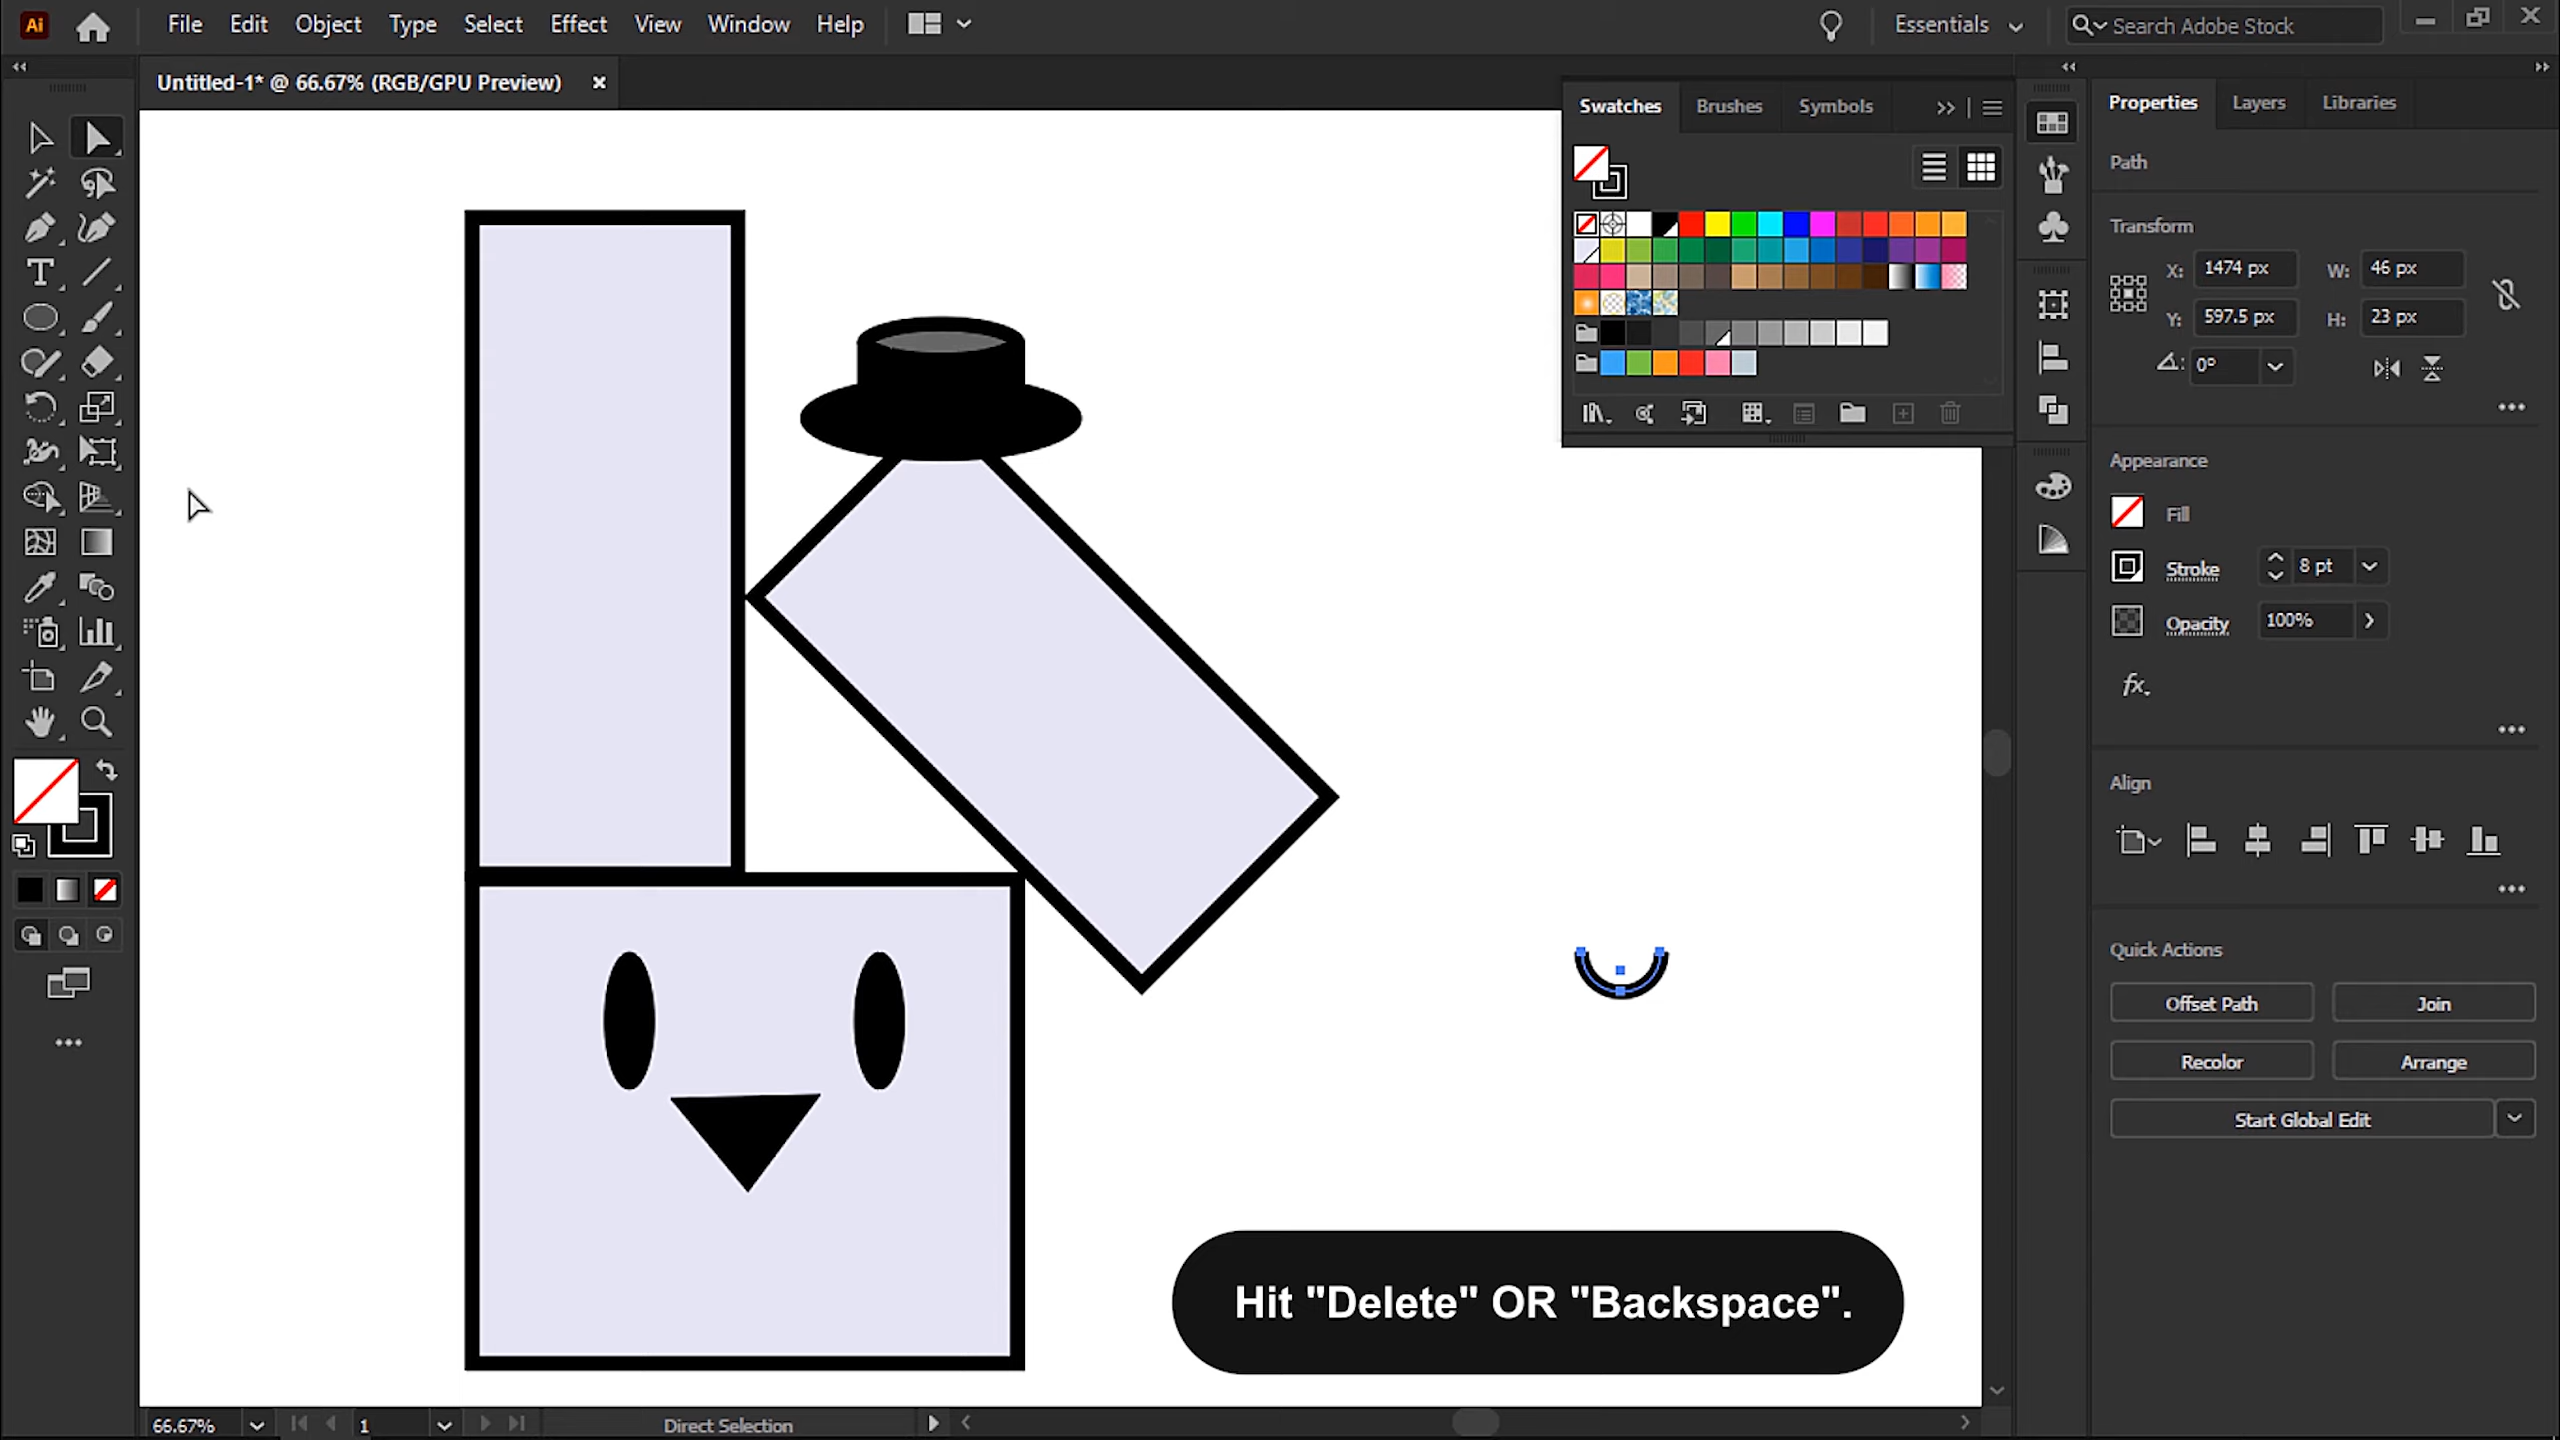 Ai File Edit Object Type Select Effect View Window Help Essentials Search Adobe Stock
Untitled-1* @ 66.67% (RGB/GPU Preview)
Swatches Brushes Symbols
Properties Layers Libraries
Path
Transform
X: 1474 px W: 46 px
Y: 597.5 px H: 23 px
0°
Appearance
Fill
Stroke 8 pt
Opacity 100%
fx
Align
Quick Actions
Offset Path Join
Recolor Arrange
Start Global Edit
Hit "Delete" OR "Backspace".
66.67% 1 Direct Selection